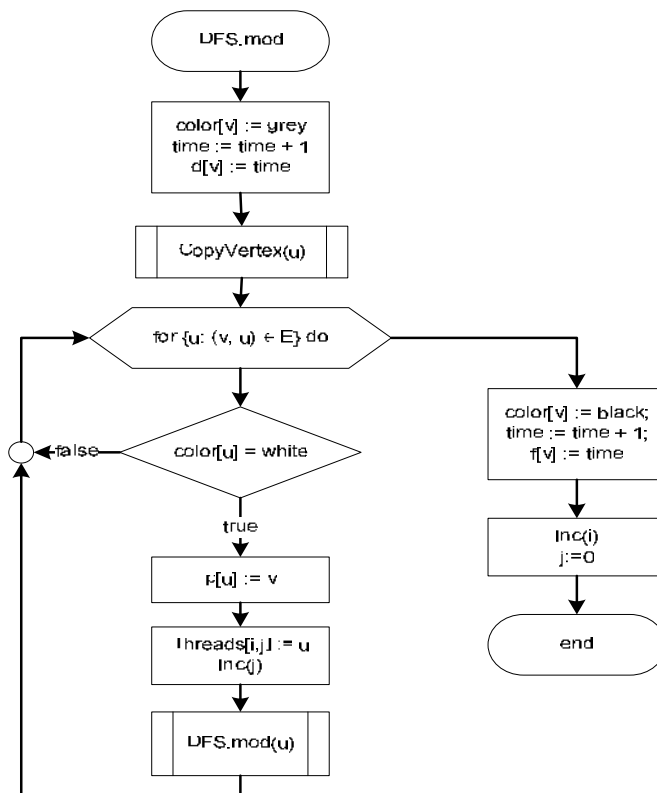 DFS.mod
color[v] := grey
time := time + 1
d[v] := time
CopyVertex(u)
for {u: (v, u) ∈ E} do
color[u] = white
false
true
p[u] := v
Threads[i,j] := u
Inc(j)
DFS.mod(u)
color[v] := black;
time := time + 1;
f[v] := time
Inc(i)
j:=0
end